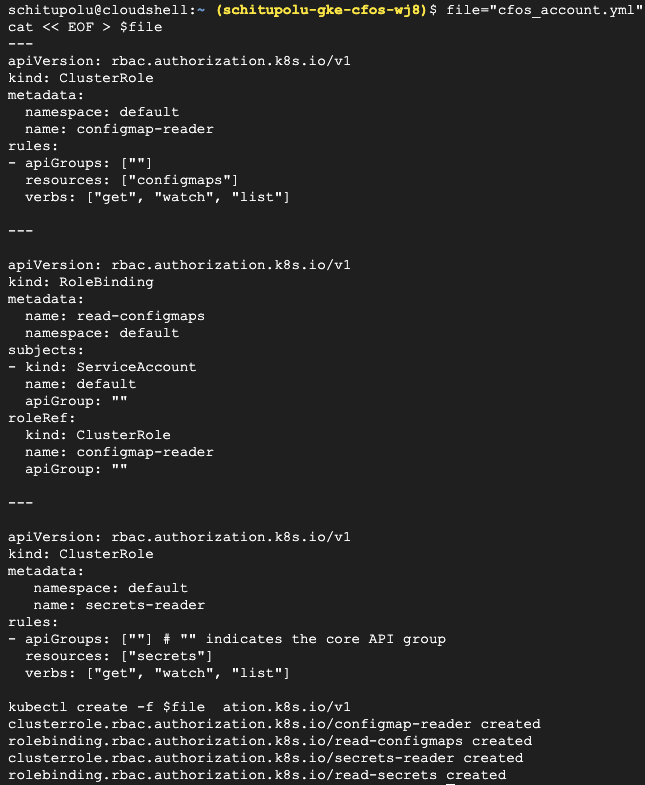 schitupolu@cloudshell:~ (schitupolu-gke-cfos-wj8)$ file="cfos_account.yml"
cat << EOF > $file
---
apiVersion: rbac.authorization.k8s.io/v1
kind: ClusterRole
metadata:
  namespace: default
  name: configmap-reader
rules:
- apiGroups: [""]
  resources: ["configmaps"]
  verbs: ["get", "watch", "list"]

---

apiVersion: rbac.authorization.k8s.io/v1
kind: RoleBinding
metadata:
  name: read-configmaps
  namespace: default
subjects:
- kind: ServiceAccount
  name: default
  apiGroup: ""
roleRef:
  kind: ClusterRole
  name: configmap-reader
  apiGroup: ""

---

apiVersion: rbac.authorization.k8s.io/v1
kind: ClusterRole
metadata:
   namespace: default
   name: secrets-reader
rules:
- apiGroups: [""] # "" indicates the core API group
  resources: ["secrets"]
  verbs: ["get", "watch", "list"]

kubectl create -f $file  ation.k8s.io/v1
clusterrole.rbac.authorization.k8s.io/configmap-reader created
rolebinding.rbac.authorization.k8s.io/read-configmaps created
clusterrole.rbac.authorization.k8s.io/secrets-reader created
rolebinding.rbac.authorization.k8s.io/read-secrets created